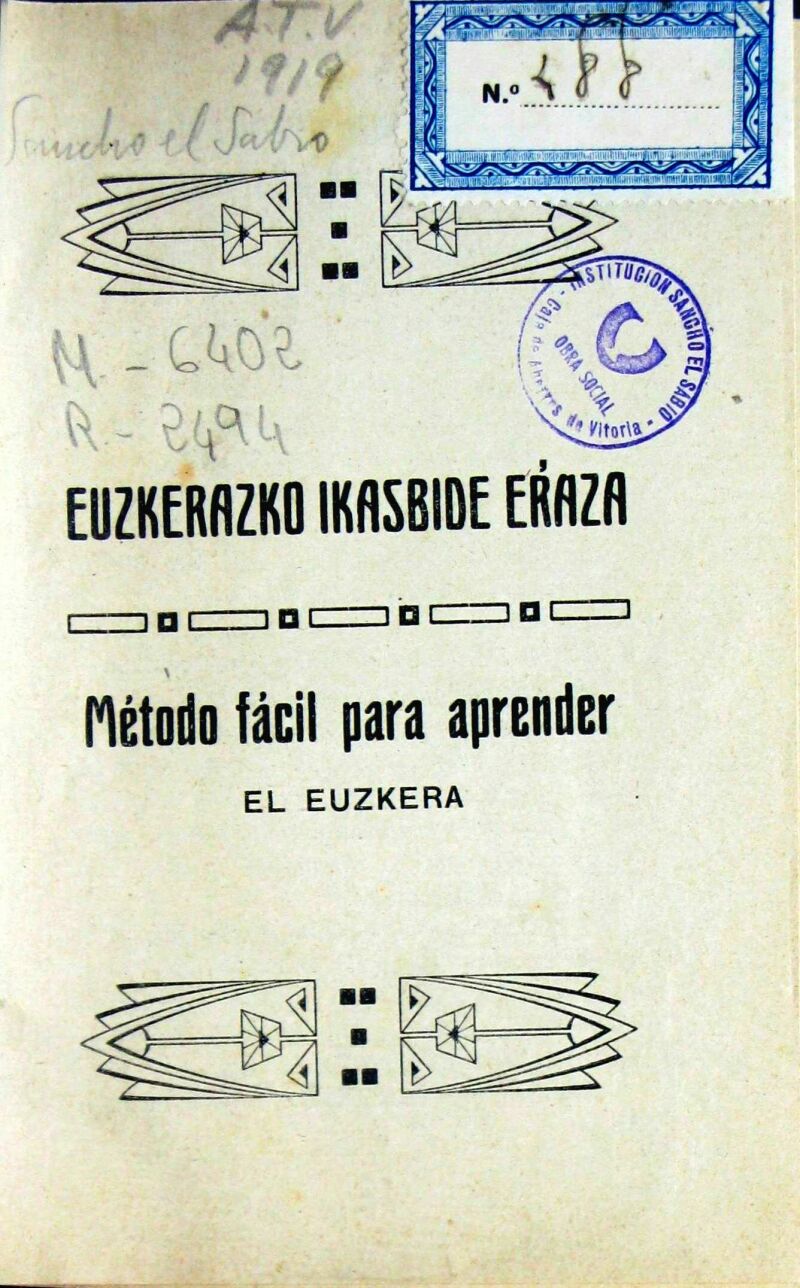 A.T.V
1919
Sancho el Sabio
N.º 488
INSTITUCION SANCHO EL SABIO
OBRA SOCIAL
- Caja de Ahorros de Vitoria -
M. - 6402
R - 2494
EUZKERAZKO IKASBIDE EŔAZA
Método fácil para aprender
EL EUZKERA